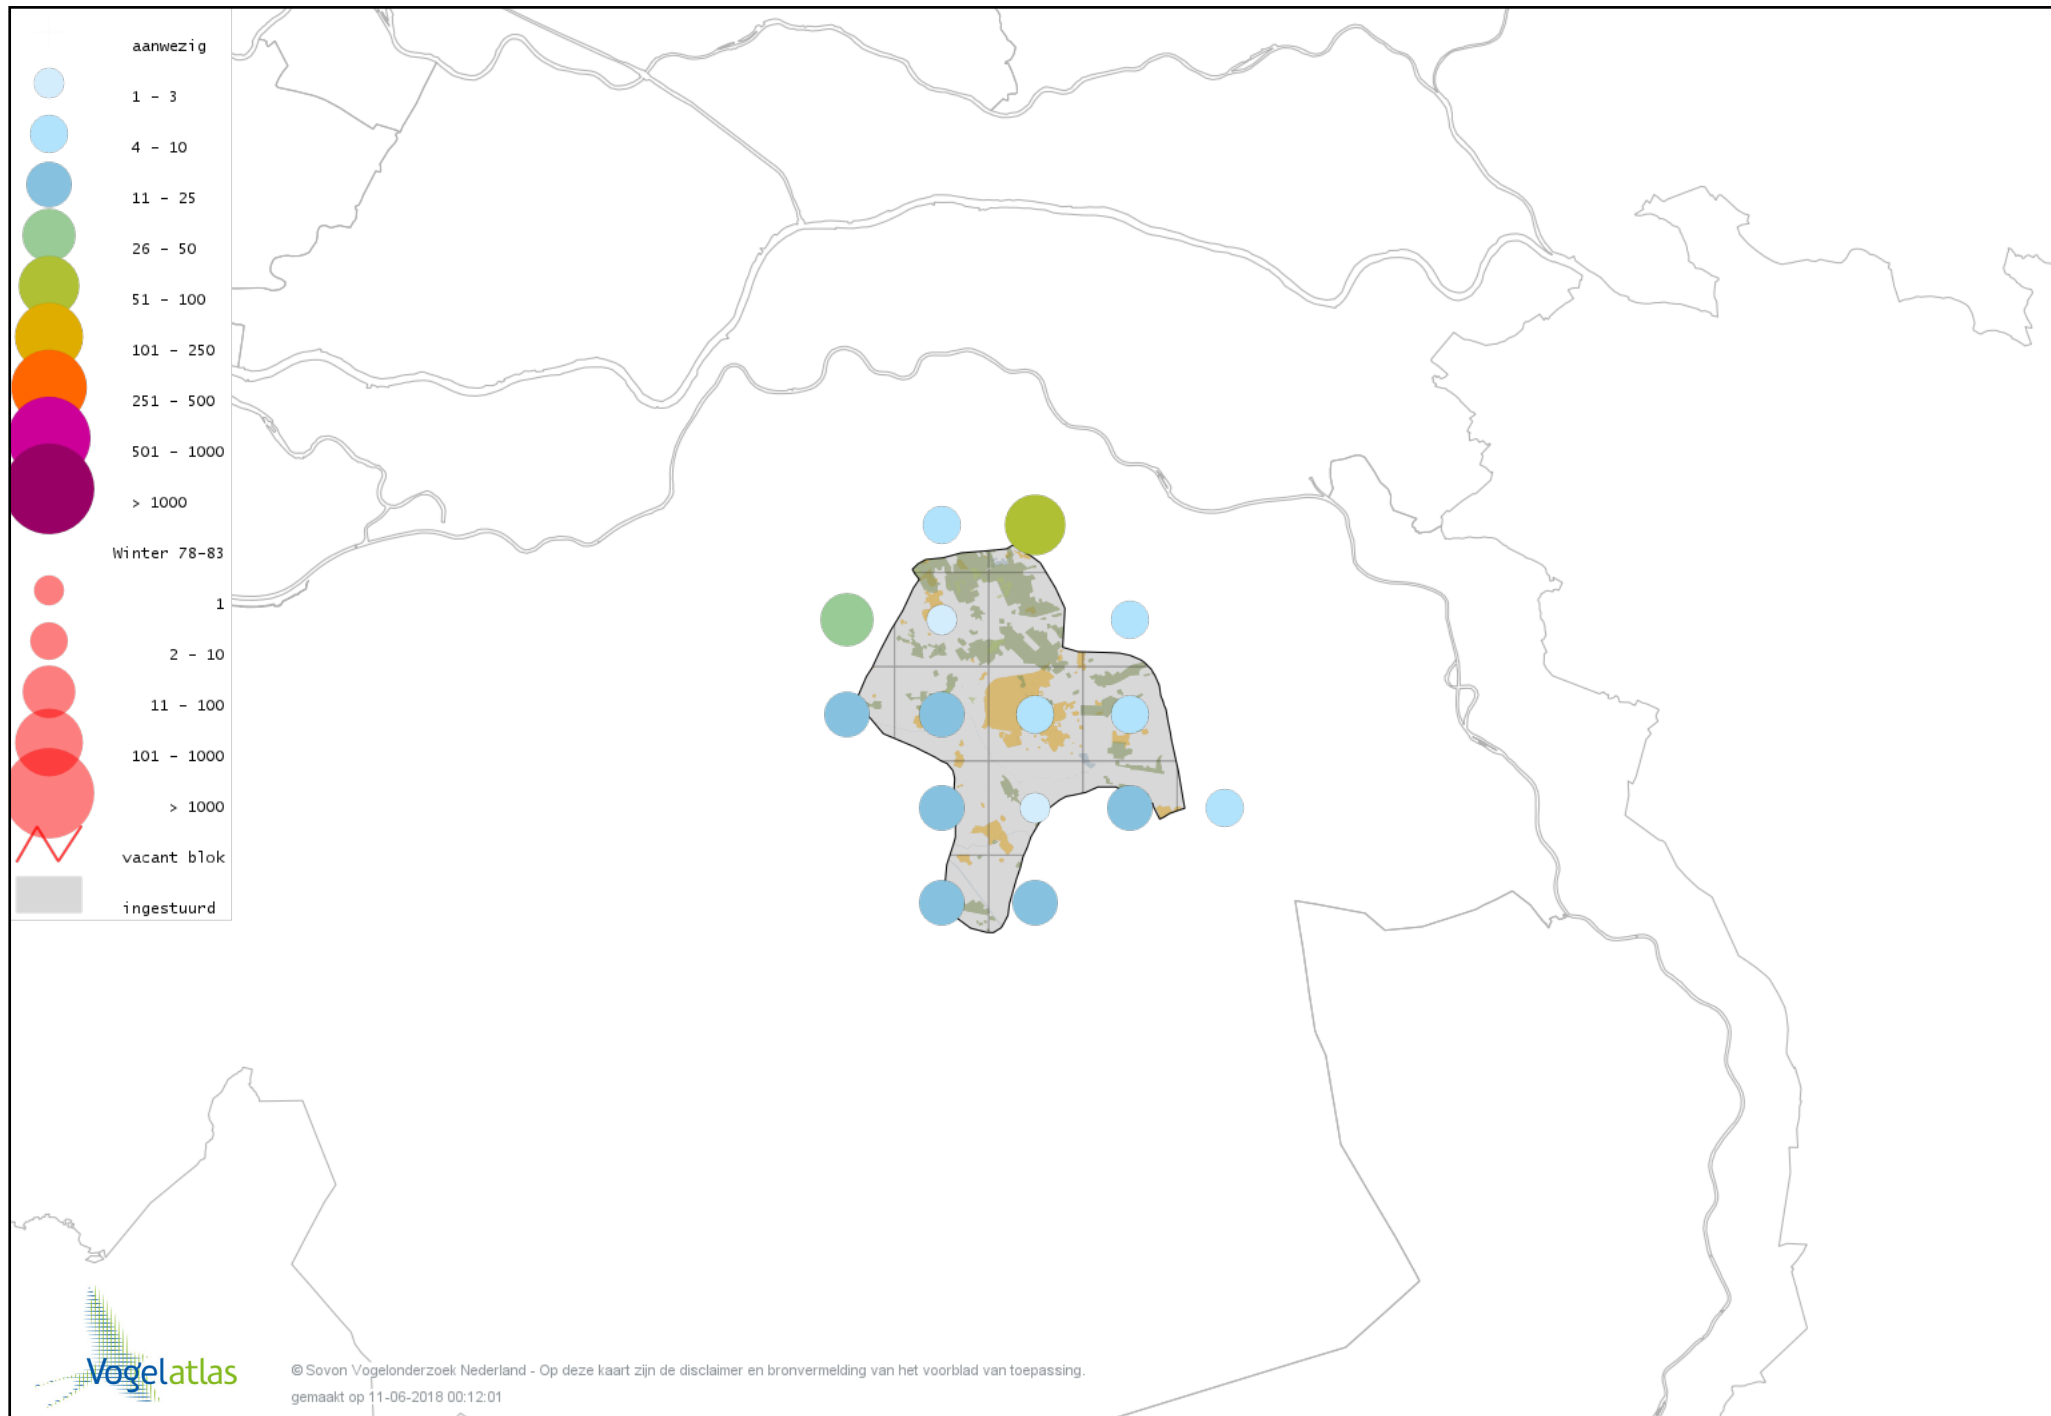 aanwezig
1 - 3
4 - 10
11 - 25
26 - 50
51 - 100
101 - 250
251 - 500
501 - 1000
> 1000
Winter 78-83
1
2 - 10
11 - 100
101 - 1000
> 1000
vacant blok
ingestuurd
Vogelatlas
© Sovon Vogelonderzoek Nederland - Op deze kaart zijn de disclaimer en bronvermelding van het voorblad van toepassing.
gemaakt op 11-06-2018 00:12:01